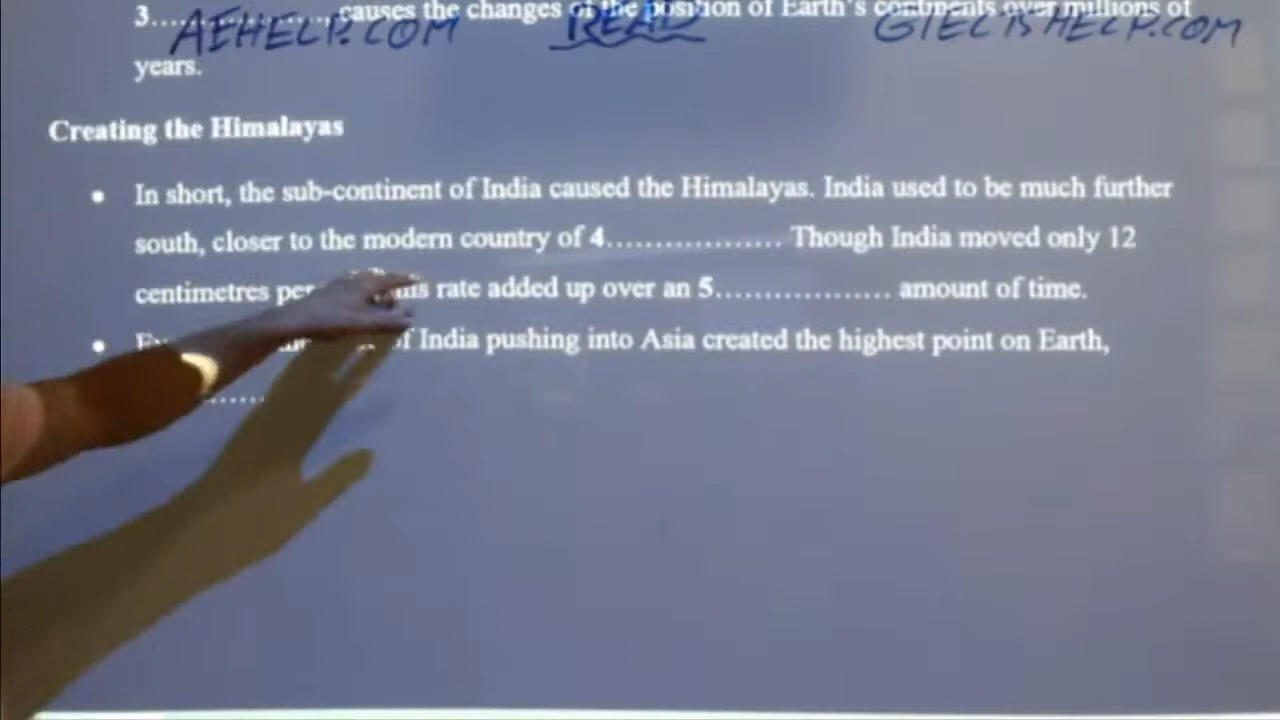 3.................... causes the changes of the position of Earth's continents over millions of
AEHELP.COM READ GIELTSHELP.COM
years.
Creating the Himalayas
• In short, the sub-continent of India caused the Himalayas. India used to be much further
south, closer to the modern country of 4.................. Though India moved only 12
centimetres per rate added up over an 5.................. amount of time.
• of India pushing into Asia created the highest point on Earth,
......